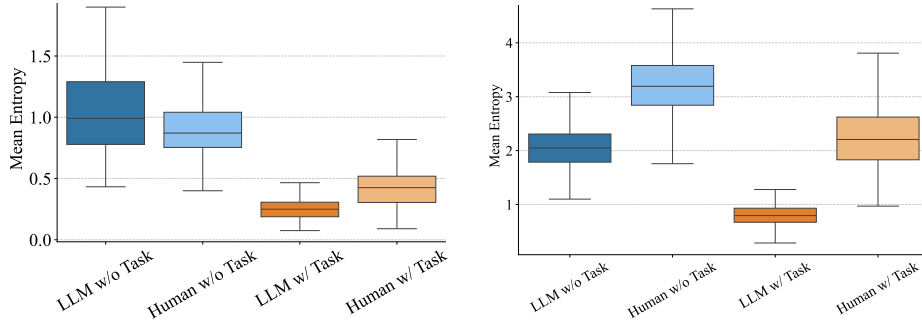 Mean Entropy
1.5
1.0
0.5
0.0
LLM w/o Task
Human w/o Task
LLM w/ Task
Human w/ Task
Mean Entropy
4
3
2
1
LLM w/o Task
Human w/o Task
LLM w/ Task
Human w/ Task